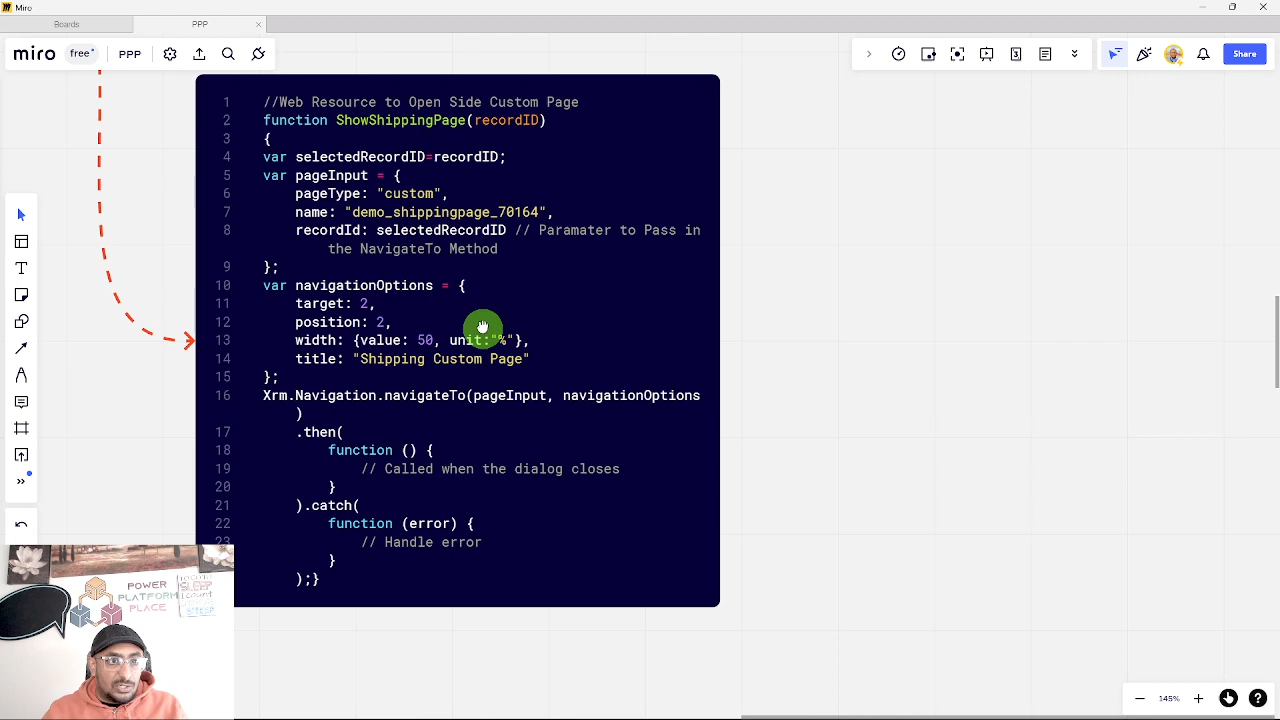 Miro
Boards
PPP
miro
free
PPP
Share
1 //Web Resource to Open Side Custom Page
2 function ShowShippingPage(recordID)
3 {
4 var selectedRecordID=recordID;
5 var pageInput = {
6 pageType: "custom",
7 name: "demo_shippingpage_70164",
8 recordId: selectedRecordID // Paramater to Pass in
the NavigateTo Method
9 };
10 var navigationOptions = {
11 target: 2,
12 position: 2,
13 width: {value: 50, unit:"%"},
14 title: "Shipping Custom Page"
15 };
16 Xrm.Navigation.navigateTo(pageInput, navigationOptions
)
17 .then(
18 function () {
19 // Called when the dialog closes
20 }
21 ).catch(
22 function (error) {
23 // Handle error
}
);}
POWER
PLATFORM
PLACE
SLEEP
145%